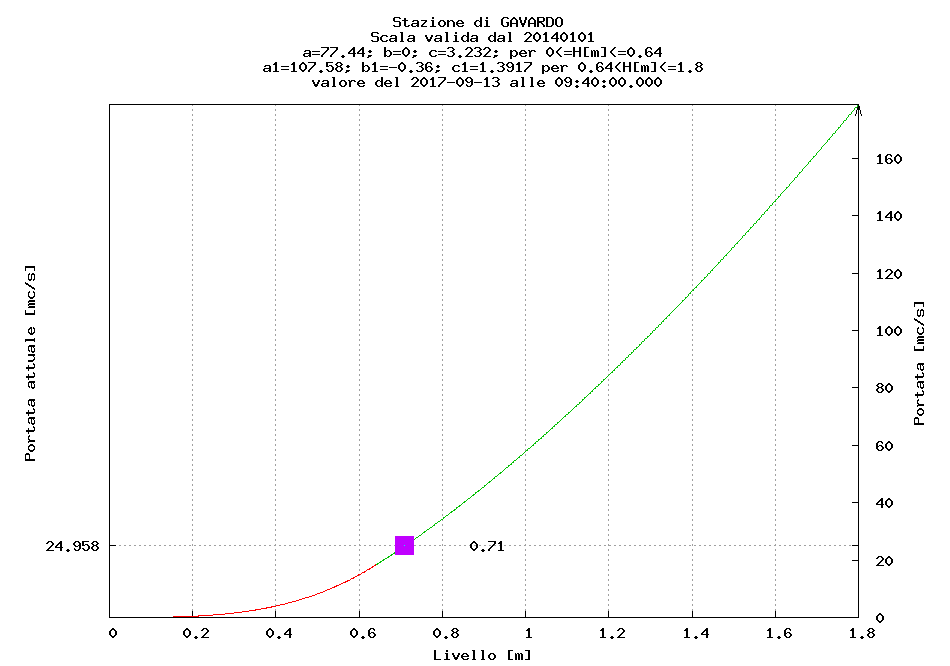 Stazione di GAVARDO
Scala valida dal 20140101
a=77.44; b=0; c=3.232; per 0<=H[m]<=0.64
a1=107.58; b1=-0.36; c1=1.3917 per 0.64<H[m]<=1.8
valore del 2017-09-13 alle 09:40:00.000
160
140
120
100
80
60
40
20
0
Portata [mc/s]
Portata attuale [mc/s]
24.958
0.71
0 0.2 0.4 0.6 0.8 1 1.2 1.4 1.6 1.8
Livello [m]